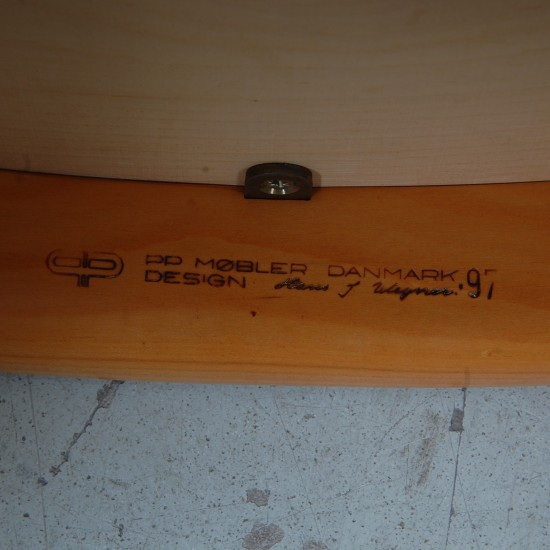 PP MØBLER DANMARK
DESIGN Hans J Wegner '97